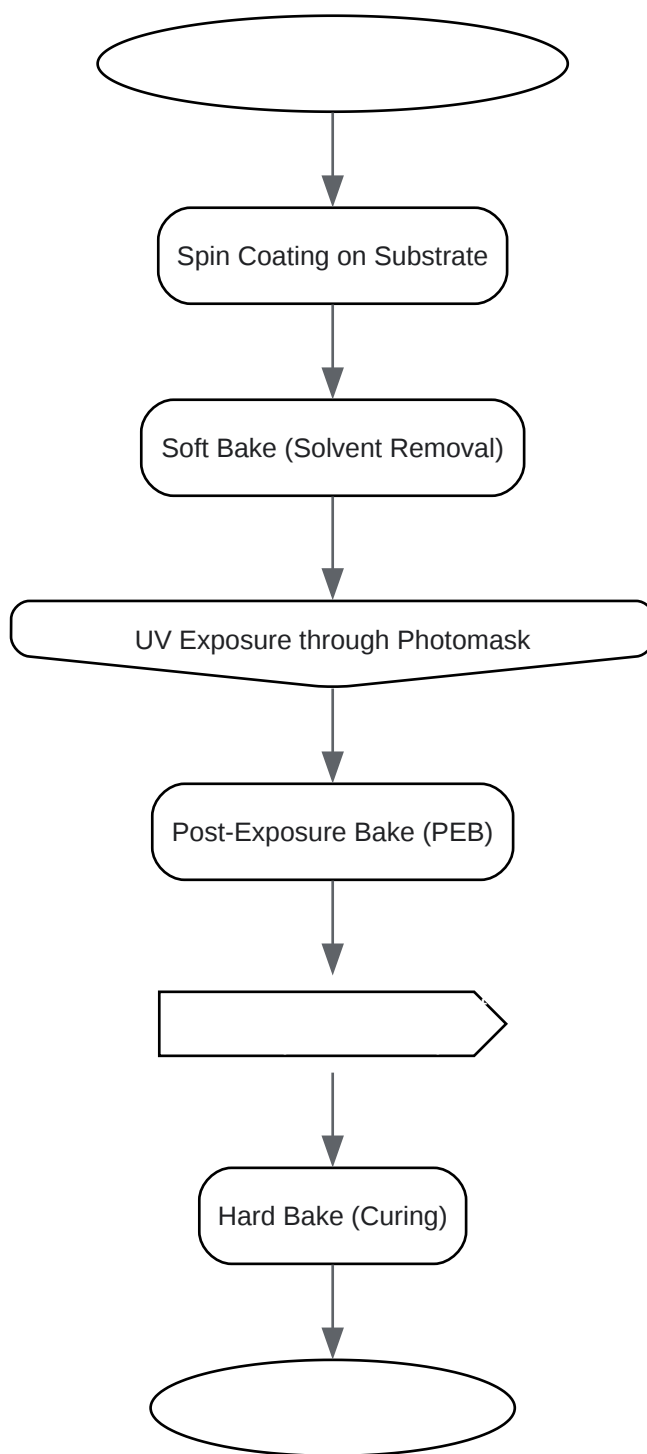 Spin Coating on Substrate
Soft Bake (Solvent Removal)
UV Exposure through Photomask
Post-Exposure Bake (PEB)
Hard Bake (Curing)